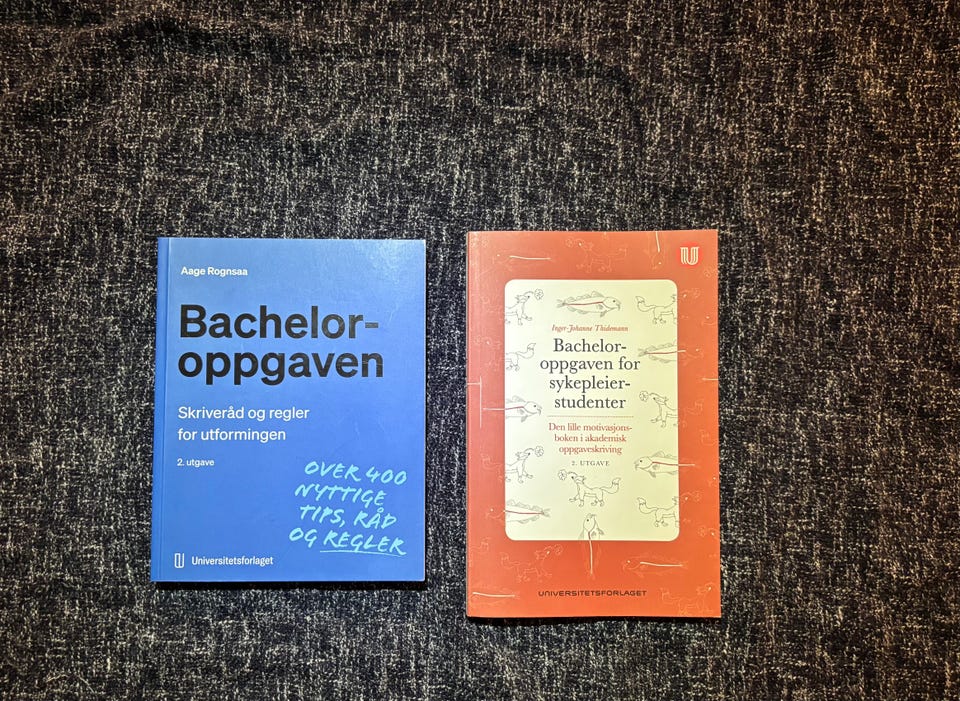 Aage Rognsaa
Bachelor-
oppgaven
Skriveråd og regler
for utformingen
2. utgave
OVER 400
NYTTIGE
TIPS, RÅD
OG REGLER
Universitetsforlaget
U
Inger-Johanne Thidemann
Bachelor-
oppgaven for
sykepleier-
studenter
Den lille motivasjons-
boken i akademisk
oppgaveskriving
2. UTGAVE
UNIVERSITETSFORLAGET